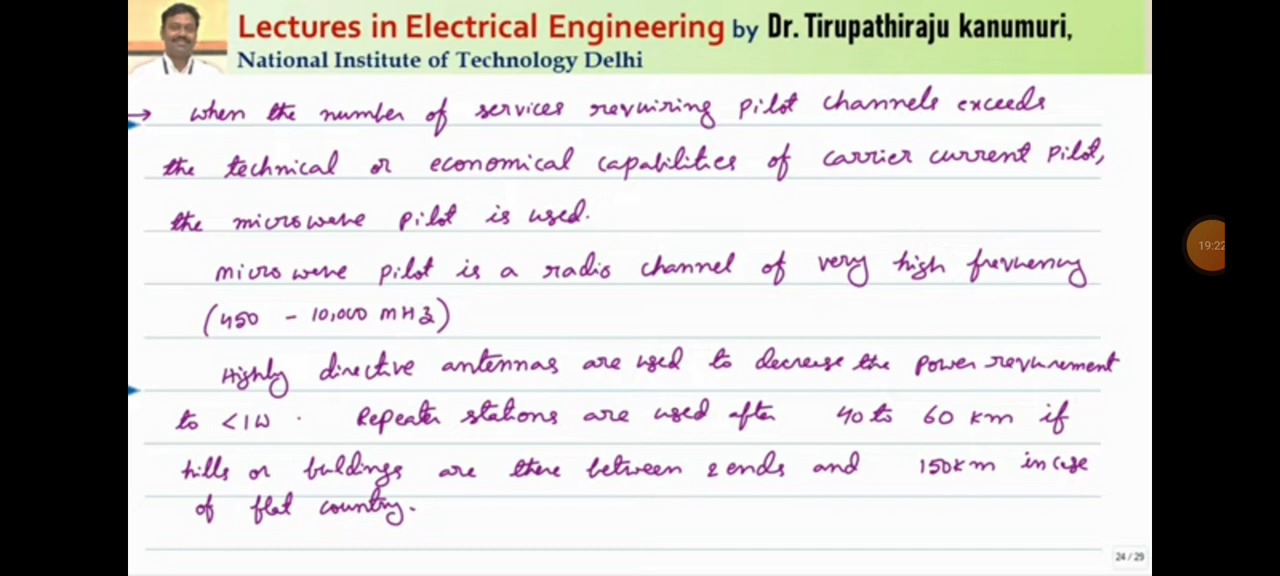 Lectures in Electrical Engineering by Dr. Tirupathiraju kanumuri,
National Institute of Technology Delhi
→ when the number of services requiring pilot channels exceeds
the technical or economical capabilities of carrier current pilot,
the microwave pilot is used.
19:22
microwave pilot is a radio channel of very high frequency
(450 - 10,000 MHz)
Highly directive antennas are used to decrease the power requirement
to <1W . Repeater stations are used after 40 to 60 km if
hills or buildings are there between 2 ends and 150km in case
of flat country.
24 / 29